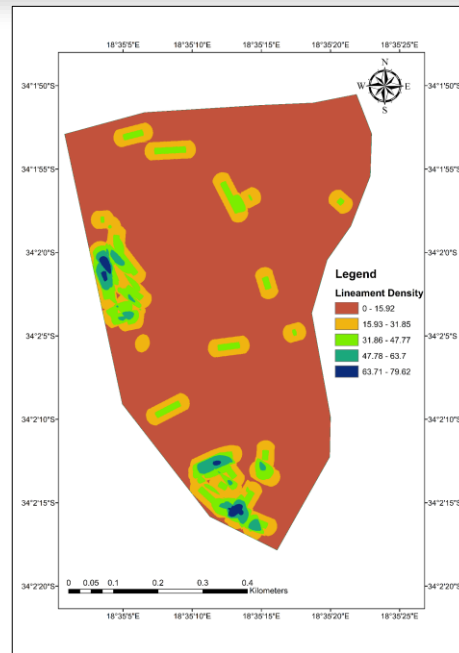 18°35'5"E 18°35'10"E 18°35'15"E 18°35'20"E 18°35'25"E
N
W E
S
34°1'50"S 34°1'50"S
34°1'55"S 34°1'55"S
34°2'0"S 34°2'0"S
Legend
Lineament Density
0 - 15.92
15.93 - 31.85
31.86 - 47.77
47.78 - 63.7
63.71 - 79.62
34°2'5"S 34°2'5"S
34°2'10"S 34°2'10"S
34°2'15"S 34°2'15"S
34°2'20"S 34°2'20"S
0 0.05 0.1 0.2 0.3 0.4
Kilometers
18°35'5"E 18°35'10"E 18°35'15"E 18°35'20"E 18°35'25"E